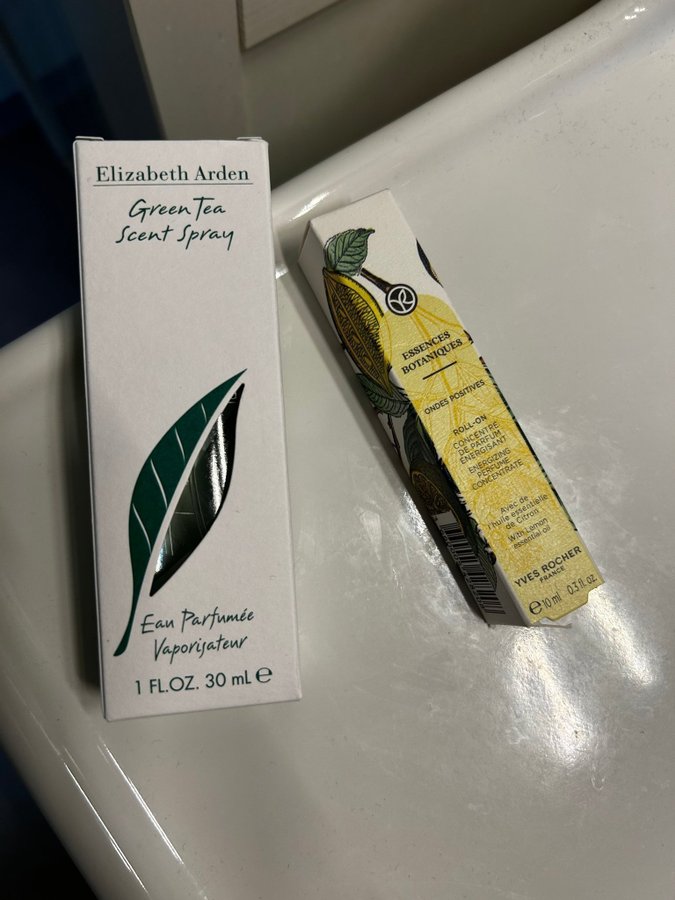 Elizabeth Arden
Green Tea
Scent Spray
Eau Parfumée
Vaporisateur
1 FL.OZ. 30 mL ℮
ESSENCES
BOTANIQUES
ONDES POSITIVES
ROLL-ON
CONCENTRÉ
DE PARFUM
ÉNERGISANT
ENERGIZING
PERFUME
CONCENTRATE
Avec de
l'huile essentielle
de Citron
With Lemon
essential oil
YVES ROCHER
FRANCE
℮ 10 ml 0.3 fl. oz.